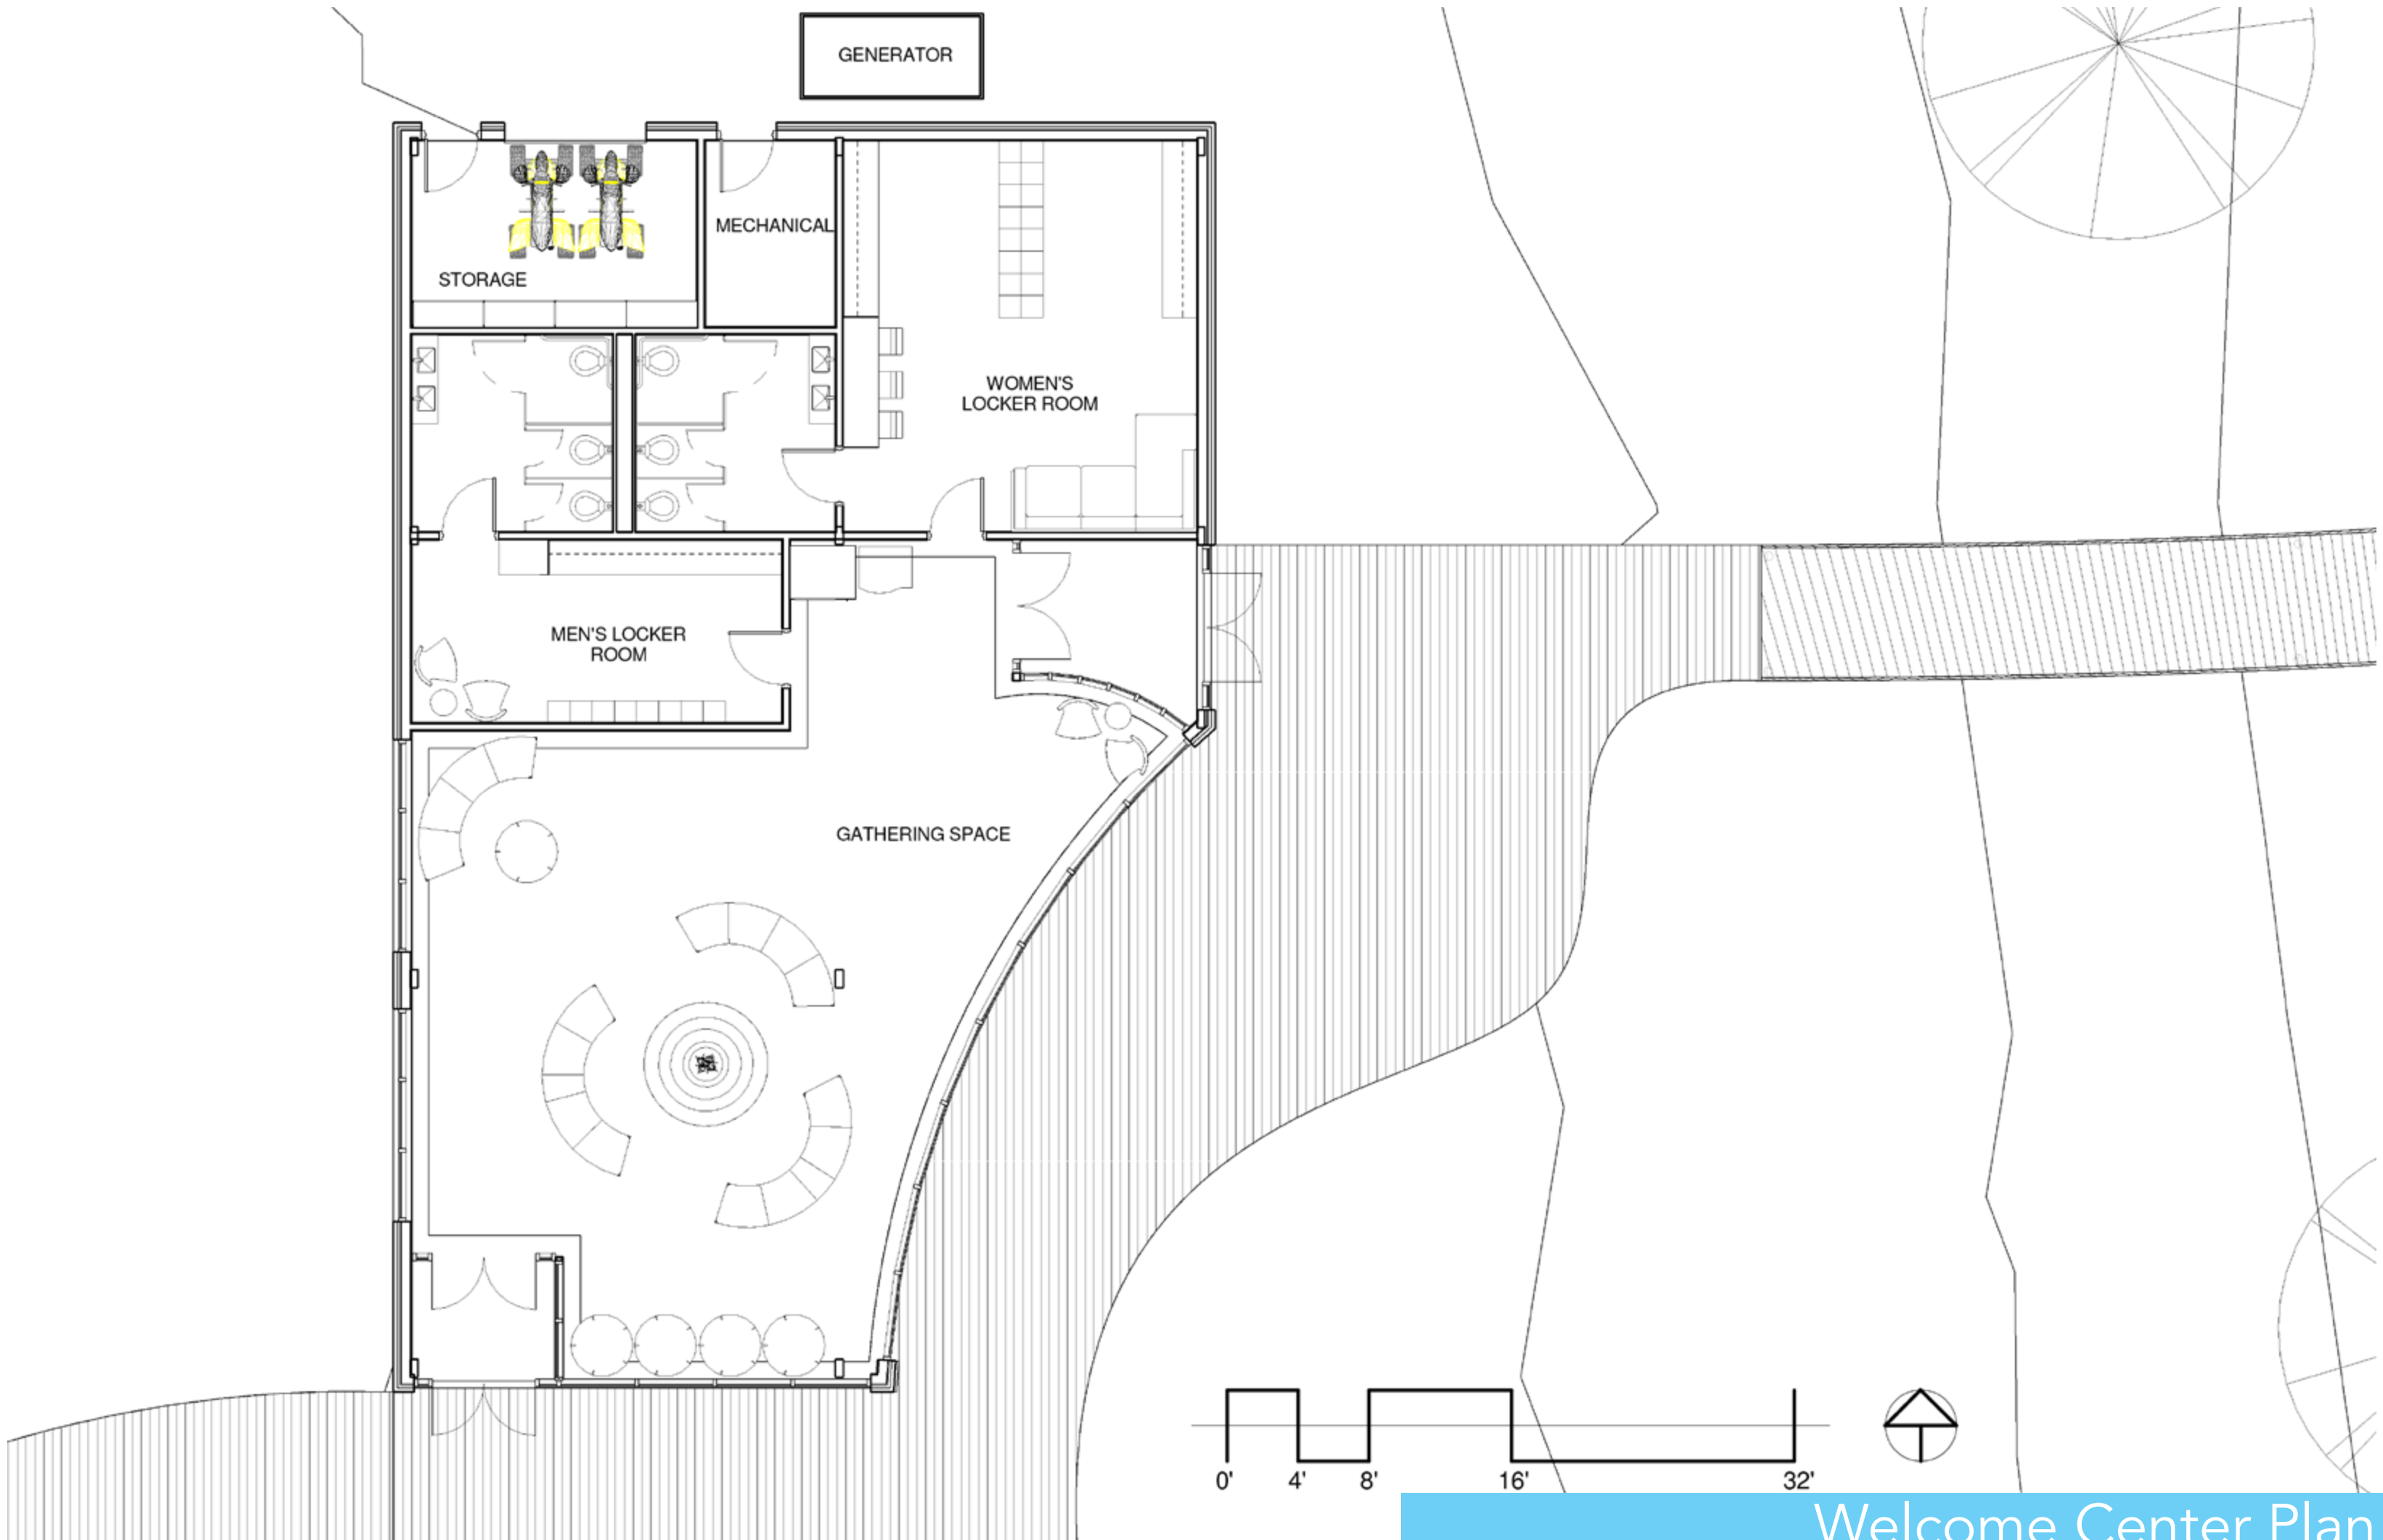 GENERATOR
MECHANICAL
STORAGE
WOMEN'S
LOCKER ROOM
MEN'S LOCKER
ROOM
GATHERING SPACE
0' 4' 8' 16' 32'
Welcome Center Plan